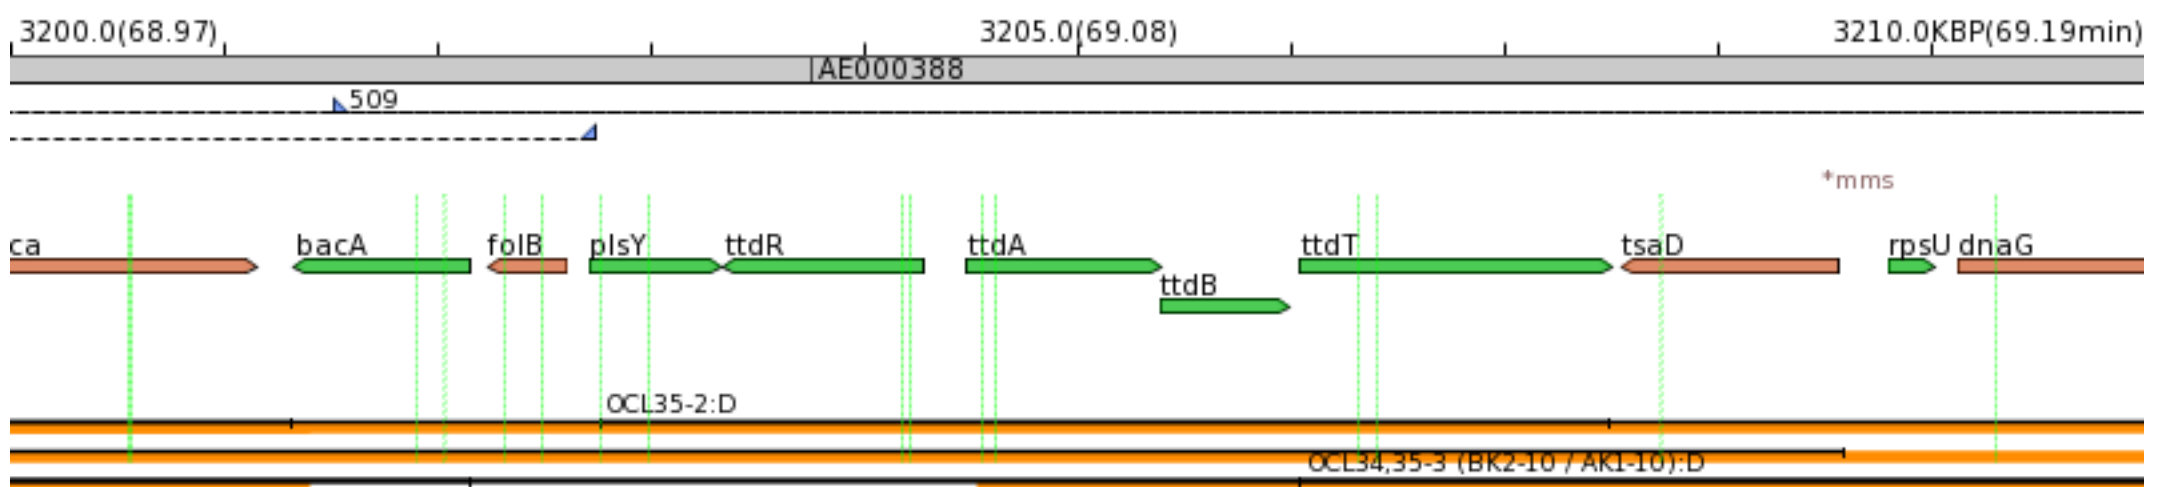 3200.0(68.97) 3205.0(69.08) 3210.0KBP(69.19min)
AE000388
509
*mms
ca bacA folB plsY ttdR ttdA ttdT tsaD rpsU dnaG
ttdB
OCL35-2:D
OCL34,35-3 (BK2-10 / AK1-10):D